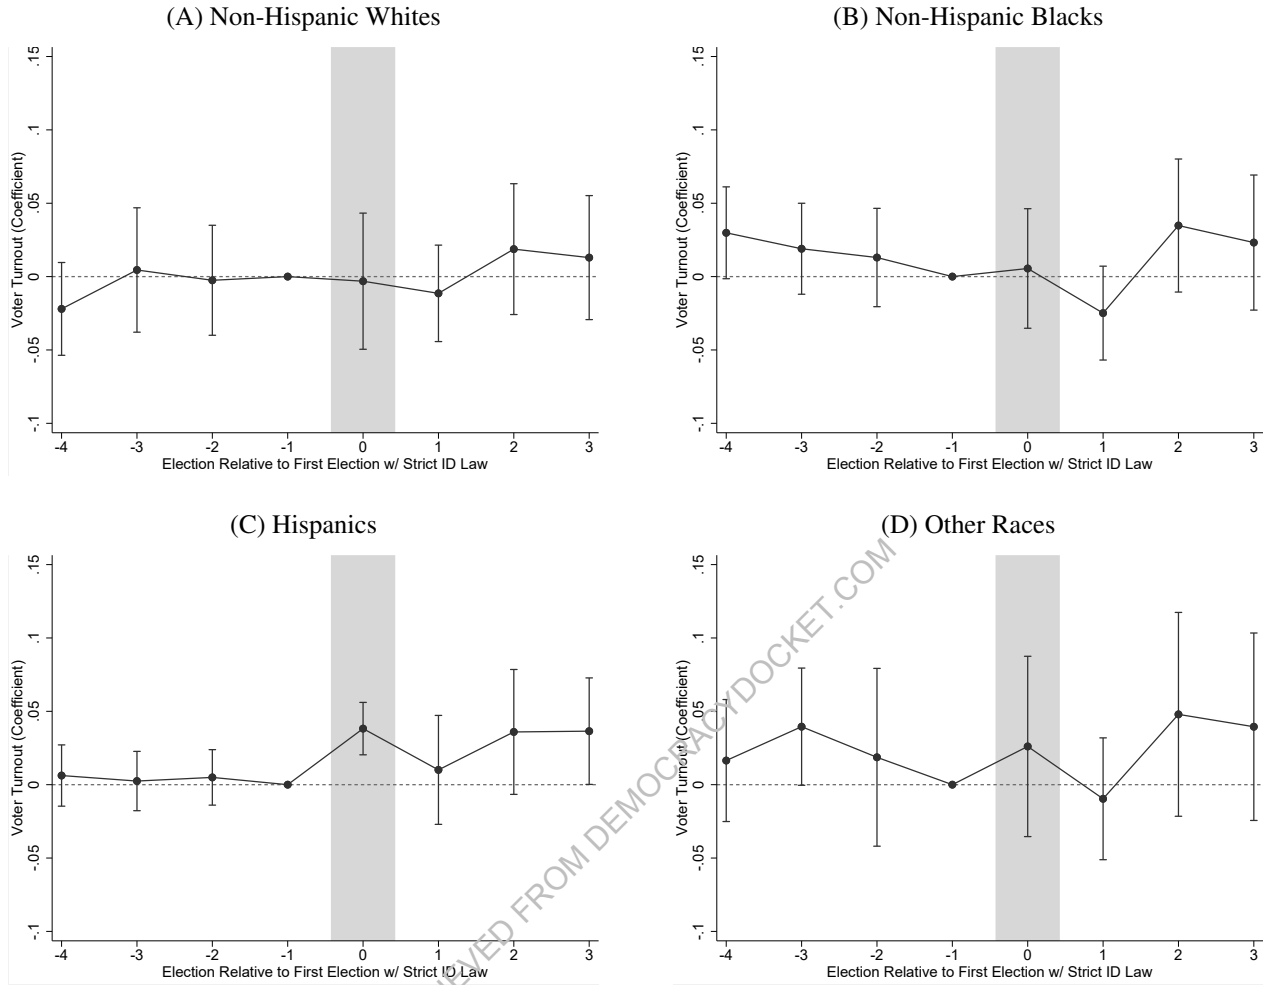 (A) Non-Hispanic Whites
Voter Turnout (Coefficient)
.15
.1
.05
0
-.05
-.1
-4 -3 -2 -1 0 1 2 3
Election Relative to First Election w/ Strict ID Law
(B) Non-Hispanic Blacks
Voter Turnout (Coefficient)
.15
.1
.05
0
-.05
-.1
-4 -3 -2 -1 0 1 2 3
Election Relative to First Election w/ Strict ID Law
(C) Hispanics
Voter Turnout (Coefficient)
.15
.1
.05
0
-.05
-.1
-4 -3 -2 -1 0 1 2 3
Election Relative to First Election w/ Strict ID Law
(D) Other Races
Voter Turnout (Coefficient)
.15
.1
.05
0
-.05
-.1
-4 -3 -2 -1 0 1 2 3
Election Relative to First Election w/ Strict ID Law
IEVED FROM DEMOCRACYDOCKET.COM